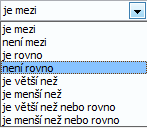 je mezi
je mezi
není mezi
je rovno
není rovno
je větší než
je menší než
je větší než nebo rovno
je menší než nebo rovno